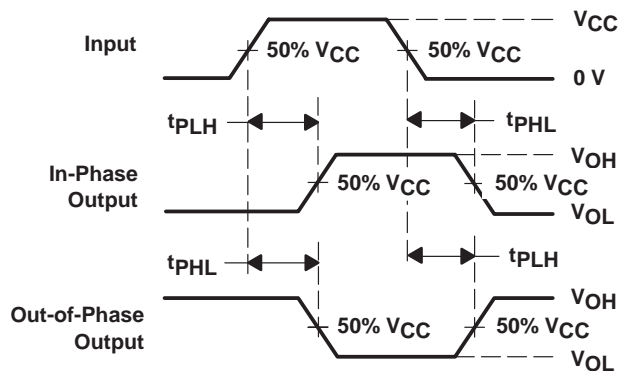 VCC
Input
50% VCC
50% VCC
0 V
tPLH
tPHL
VOH
In-Phase
Output
50% VCC
50% VCC
VOL
tPHL
tPLH
VOH
Out-of-Phase
Output
50% VCC
50% VCC
VOL